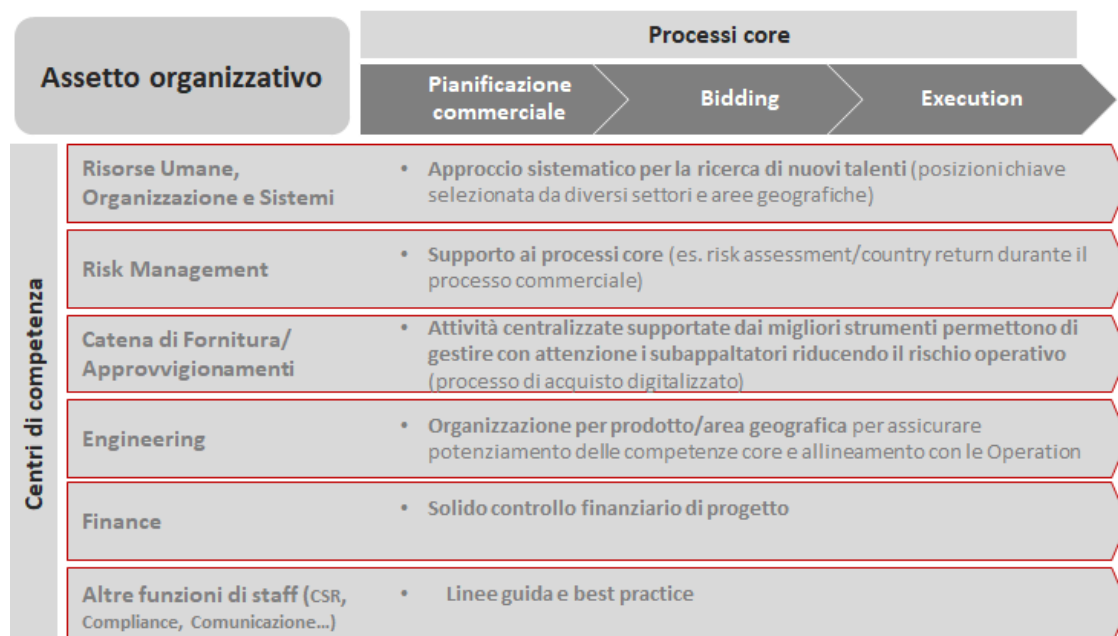 Assetto organizzativo
Processi core
Pianificazione
commerciale
Bidding
Execution
Centri di competenza
Risorse Umane,
Organizzazione e Sistemi
• Approccio sistematico per la ricerca di nuovi talenti (posizioni chiave
selezionata da diversi settori e aree geografiche)
Risk Management
• Supporto ai processi core (es. risk assessment/country return durante il
processo commerciale)
Catena di Fornitura/
Approvvigionamenti
• Attività centralizzate supportate dai migliori strumenti permettono di
gestire con attenzione i subappaltatori riducendo il rischio operativo
(processo di acquisto digitalizzato)
Engineering
• Organizzazione per prodotto/area geografica per assicurare
potenziamento delle competenze core e allineamento con le Operation
Finance
• Solido controllo finanziario di progetto
Altre funzioni di staff (CSR,
Compliance, Comunicazione…)
• Linee guida e best practice